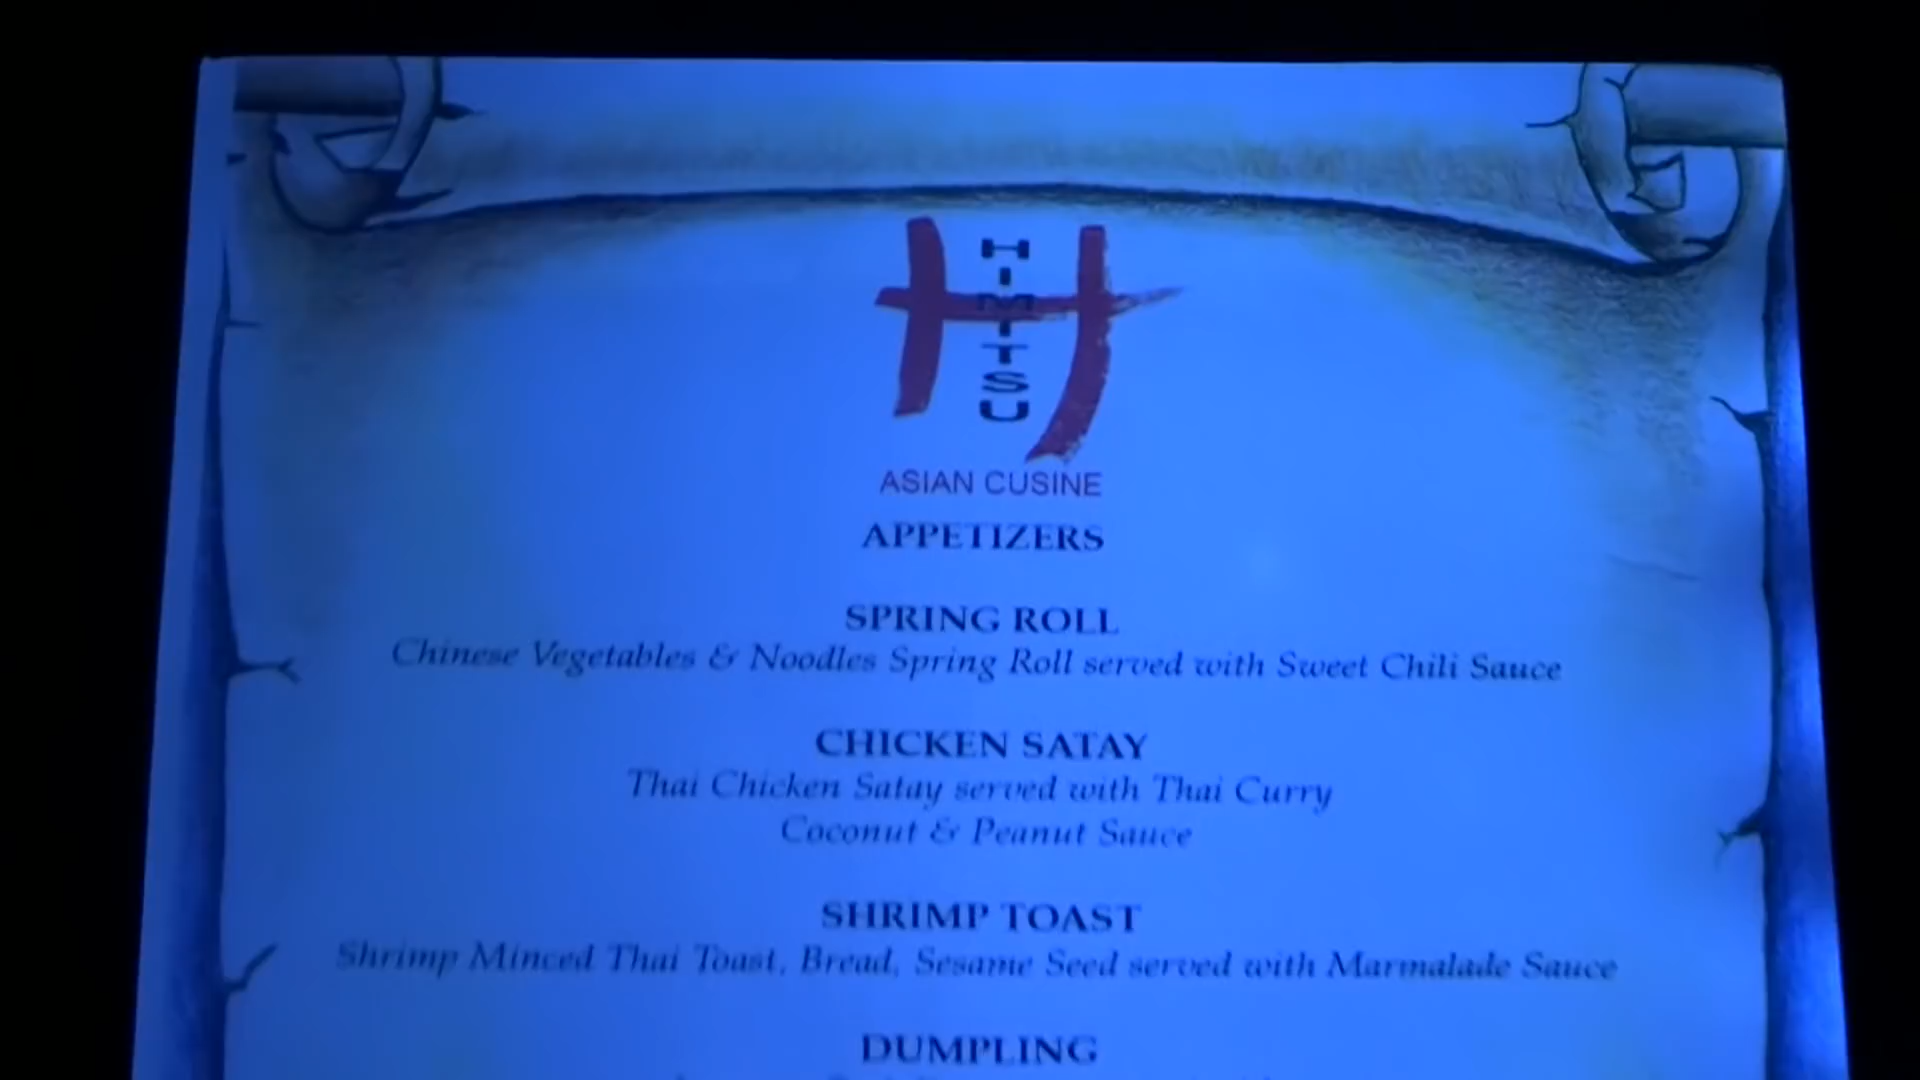 HIMITSU
ASIAN CUSINE
APPETIZERS
SPRING ROLL
Chinese Vegetables & Noodles Spring Roll served with Sweet Chili Sauce
CHICKEN SATAY
Thai Chicken Satay served with Thai Curry
Coconut & Peanut Sauce
SHRIMP TOAST
Shrimp Minced Thai Toast, Bread, Sesame Seed served with Marmalade Sauce
DUMPLING